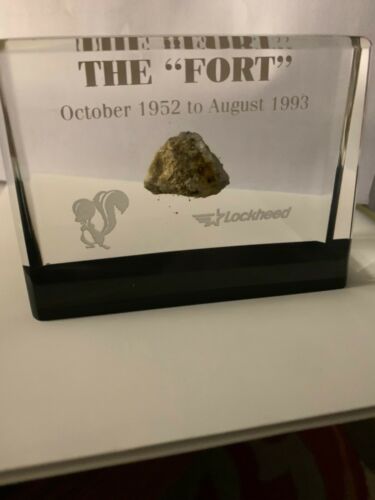 THE "FORT"
October 1952 to August 1993
Lockheed